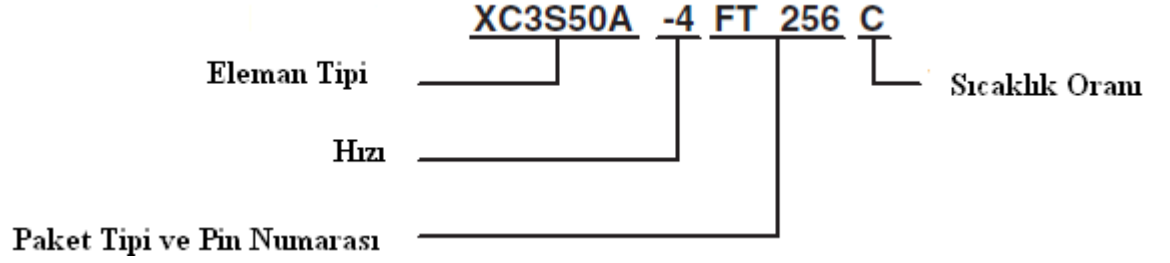 XC3S50A -4 FT 256 C
Eleman Tipi
Sıcaklık Oranı
Hızı
Paket Tipi ve Pin Numarası